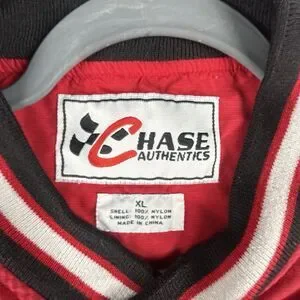 CHASE
AUTHENTICS
XL
SHELL: 100% NYLON
LINING: 100% NYLON
MADE IN CHINA